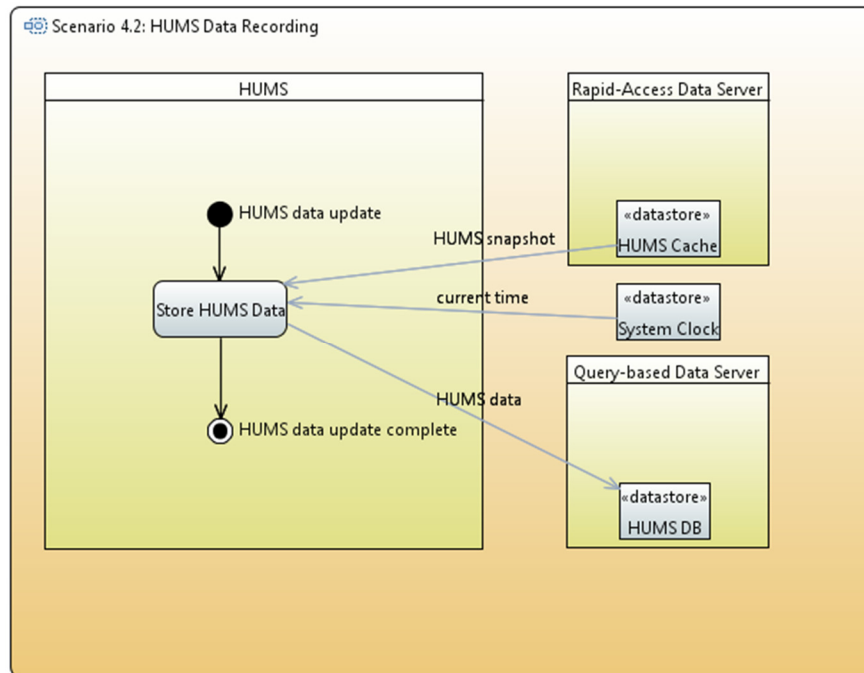 Scenario 4.2: HUMS Data Recording
HUMS
Rapid-Access Data Server
HUMS data update
«datastore»
HUMS Cache
HUMS snapshot
Store HUMS Data
current time
«datastore»
System Clock
Query-based Data Server
HUMS data
HUMS data update complete
«datastore»
HUMS DB